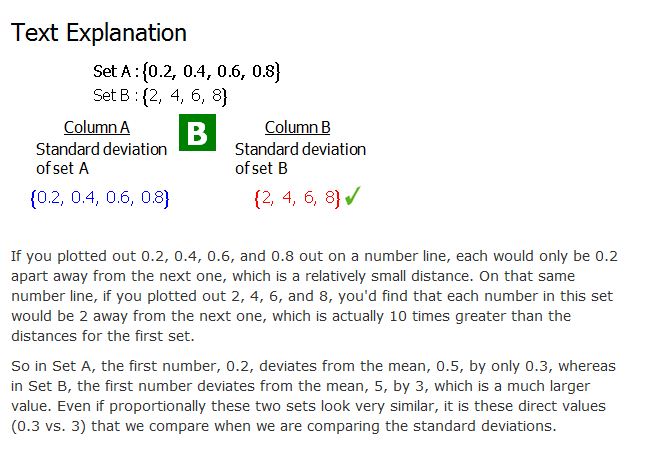 Text Explanation
Set A : {0.2, 0.4, 0.6, 0.8}
Set B : {2, 4, 6, 8}
Column A B Column B
Standard deviation Standard deviation
of set A of set B
{0.2, 0.4, 0.6, 0.8} {2, 4, 6, 8} ✓
If you plotted out 0.2, 0.4, 0.6, and 0.8 out on a number line, each would only be 0.2
apart away from the next one, which is a relatively small distance. On that same
number line, if you plotted out 2, 4, 6, and 8, you'd find that each number in this set
would be 2 away from the next one, which is actually 10 times greater than the
distances for the first set.
So in Set A, the first number, 0.2, deviates from the mean, 0.5, by only 0.3, whereas
in Set B, the first number deviates from the mean, 5, by 3, which is a much larger
value. Even if proportionally these two sets look very similar, it is these direct values
(0.3 vs. 3) that we compare when we are comparing the standard deviations.